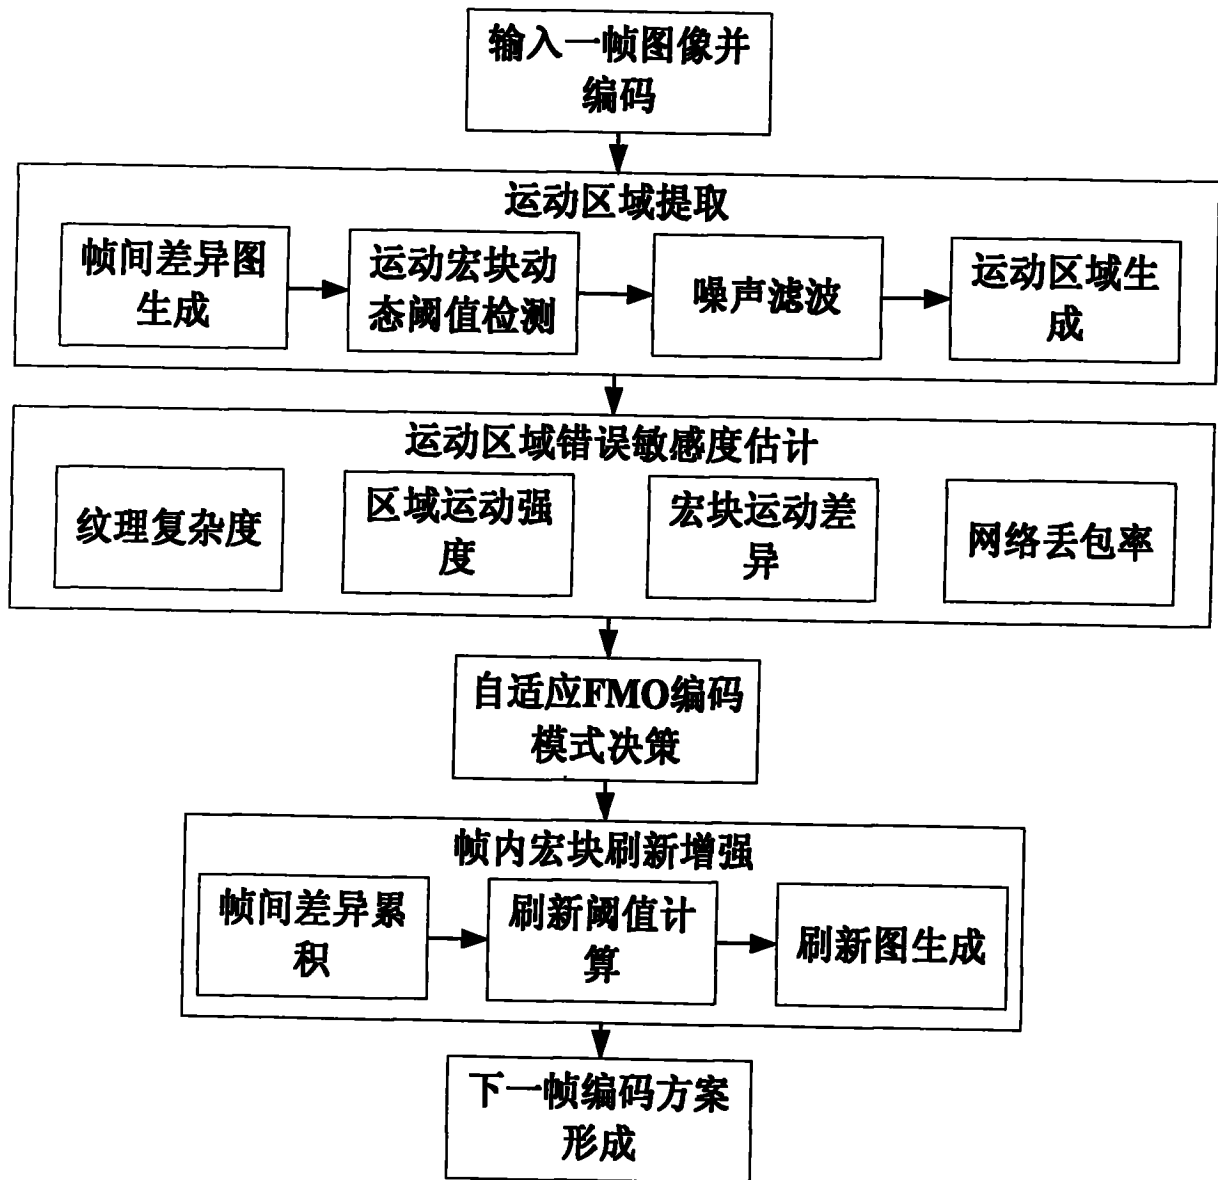 输入一帧图像并
编码
运动区域提取
帧间差异图
生成
运动宏块动
态阈值检测
噪声滤波
运动区域生
成
运动区域错误敏感度估计
纹理复杂度
区域运动强
度
宏块运动差
异
网络丢包率
自适应FMO编码
模式决策
帧内宏块刷新增强
帧间差异累
积
刷新阈值计
算
刷新图生成
下一帧编码方案
形成